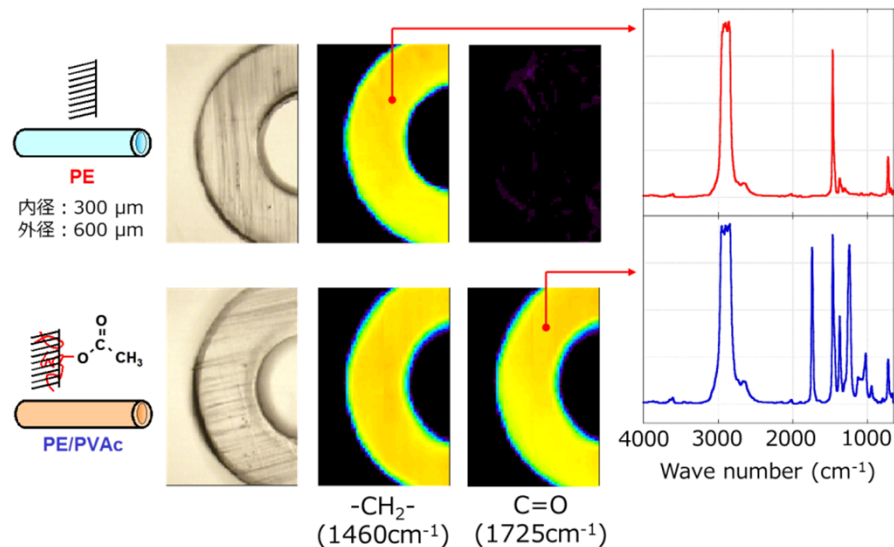 PE
内径：300 μm
外径：600 μm
O
C
O
CH₃
PE/PVAc
-CH₂-
(1460cm⁻¹)
C=O
(1725cm⁻¹)
4000 3000 2000 1000
Wave number (cm⁻¹)